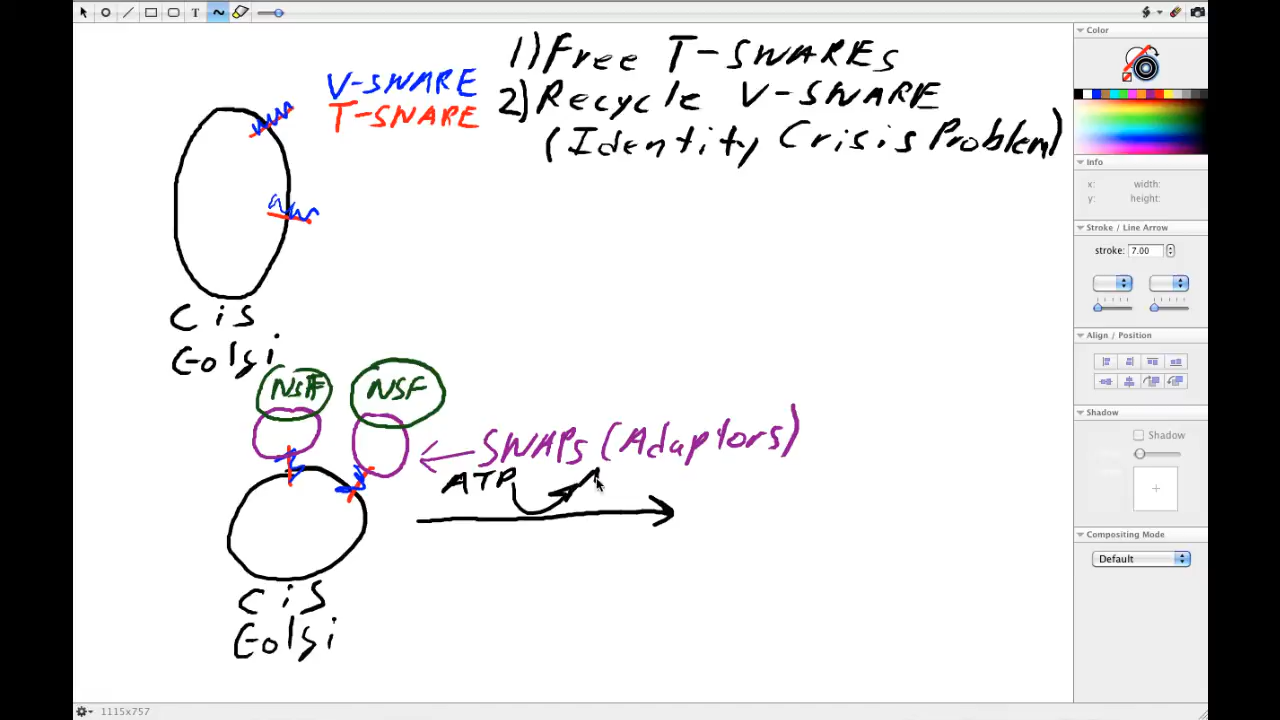 T
1) Free T-SNAREs
V-SNARE
2) Recycle V-SNARE
T-SNARE
(Identity Crisis Problem)
Cis
Golgi
NSF NSF
SNAPs (Adaptors)
ATP
Cis
Golgi
Color
Info
x: width:
y: height:
Stroke / Line Arrow
stroke: 7.00
Align / Position
Shadow
Shadow
Compositing Mode
Default
1115x757